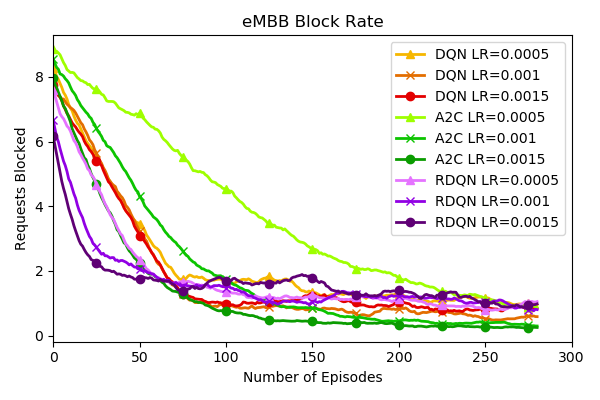 eMBB Block Rate
DQN LR=0.0005
DQN LR=0.001
DQN LR=0.0015
A2C LR=0.0005
A2C LR=0.001
A2C LR=0.0015
RDQN LR=0.0005
RDQN LR=0.001
RDQN LR=0.0015
Requests Blocked
8
6
4
2
0
0 50 100 150 200 250 300
Number of Episodes